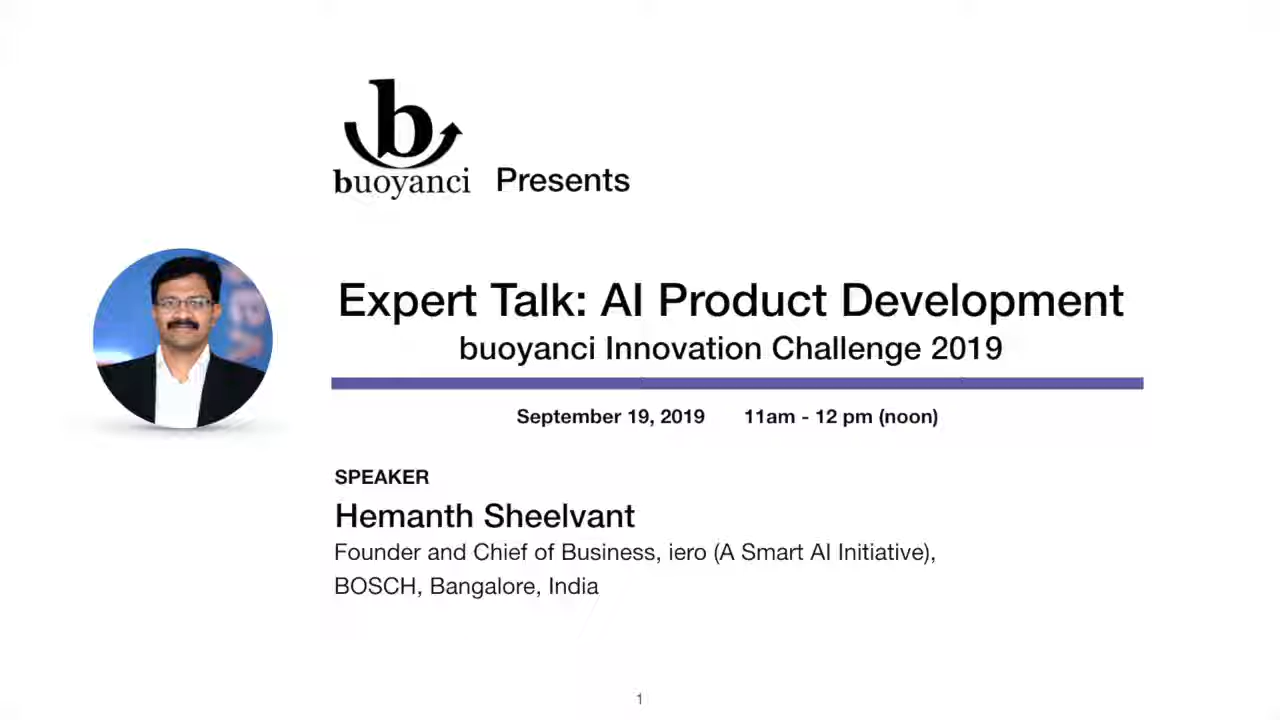 b
buoyanci Presents
Expert Talk: AI Product Development
buoyanci Innovation Challenge 2019
September 19, 2019 11am - 12 pm (noon)
SPEAKER
Hemanth Sheelvant
Founder and Chief of Business, iero (A Smart AI Initiative),
BOSCH, Bangalore, India
1